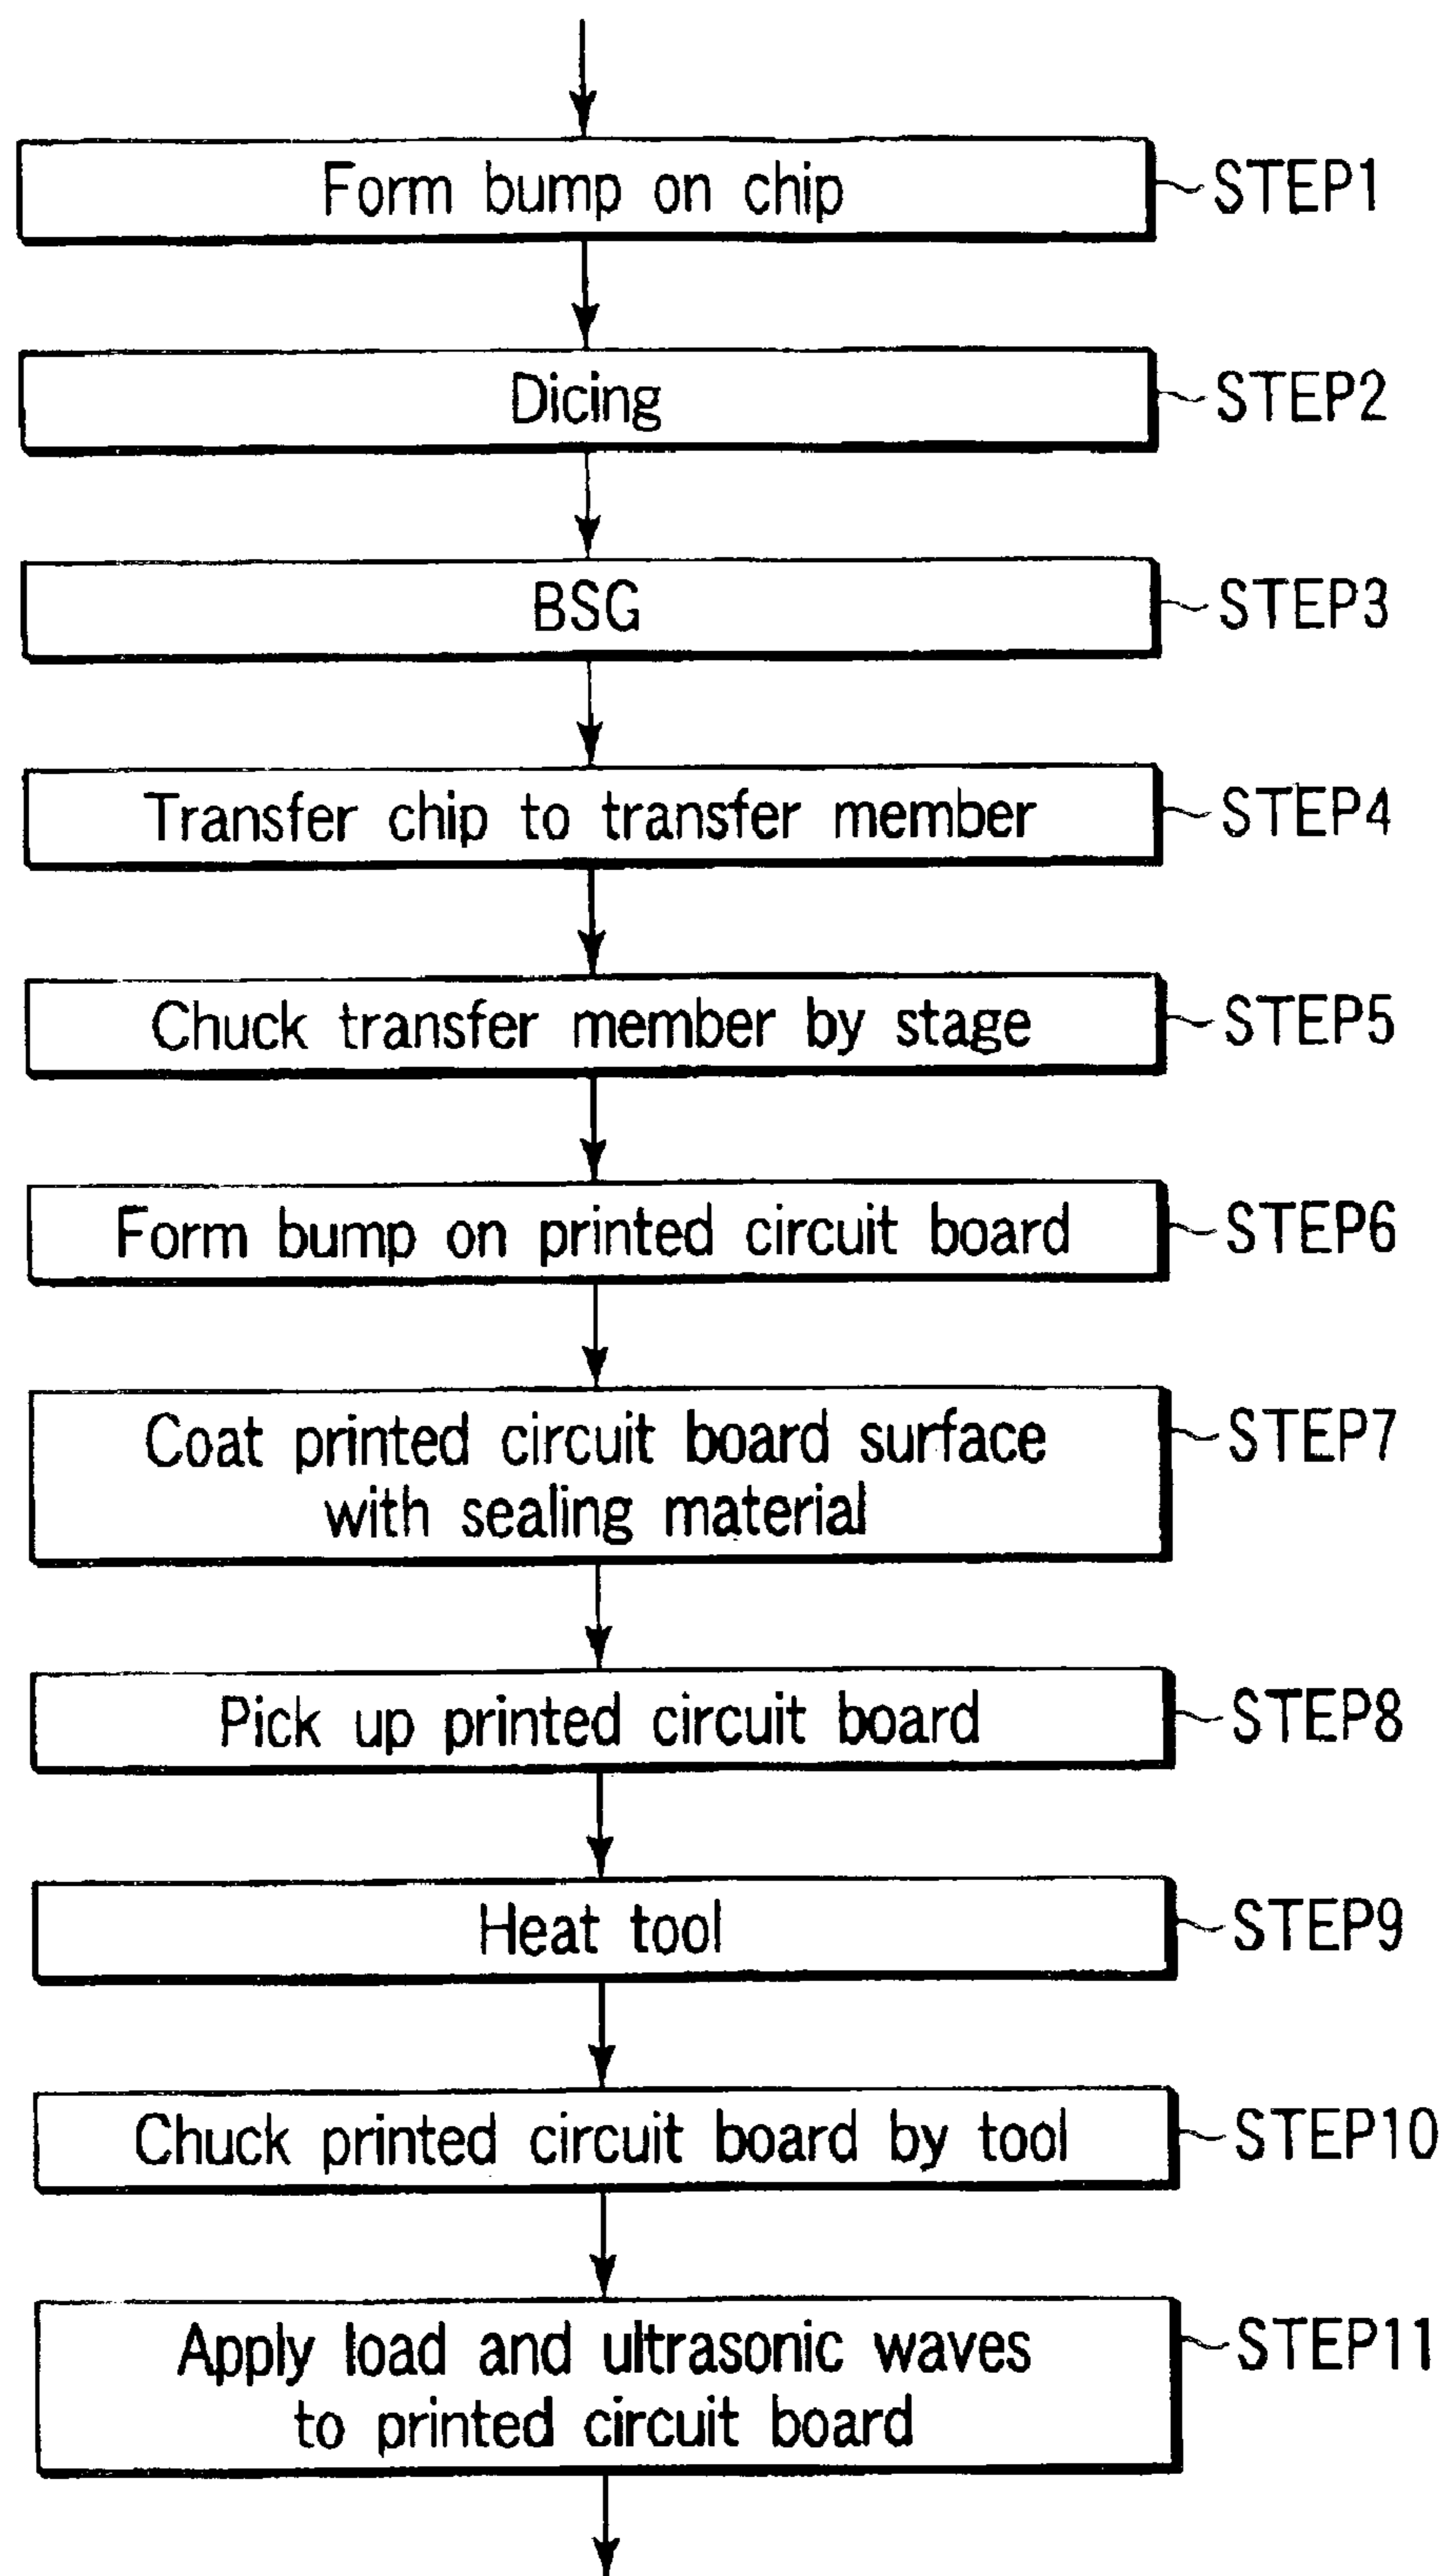 Form bump on chip
STEP1
Dicing
STEP2
BSG
STEP3
Transfer chip to transfer member
STEP4
Chuck transfer member by stage
STEP5
Form bump on printed circuit board
STEP6
Coat printed circuit board surface
with sealing material
STEP7
Pick up printed circuit board
STEP8
Heat tool
STEP9
Chuck printed circuit board by tool
STEP10
Apply load and ultrasonic waves
to printed circuit board
STEP11